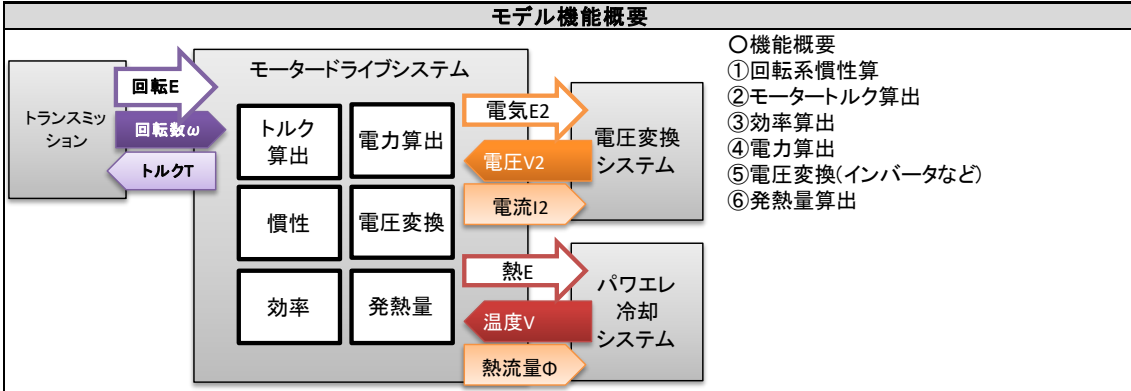 モデル機能概要
トランスミッ
ション
回転E
回転数ω
トルクT
モータードライブシステム
トルク
算出
電力算出
慣性
電圧変換
効率
発熱量
電気E2
電圧V2
電流I2
電圧変換
システム
熱E
温度V
熱流量Φ
パワエレ
冷却
システム
〇機能概要
①回転系慣性算
②モータートルク算出
③効率算出
④電力算出
⑤電圧変換(インバータなど)
⑥発熱量算出